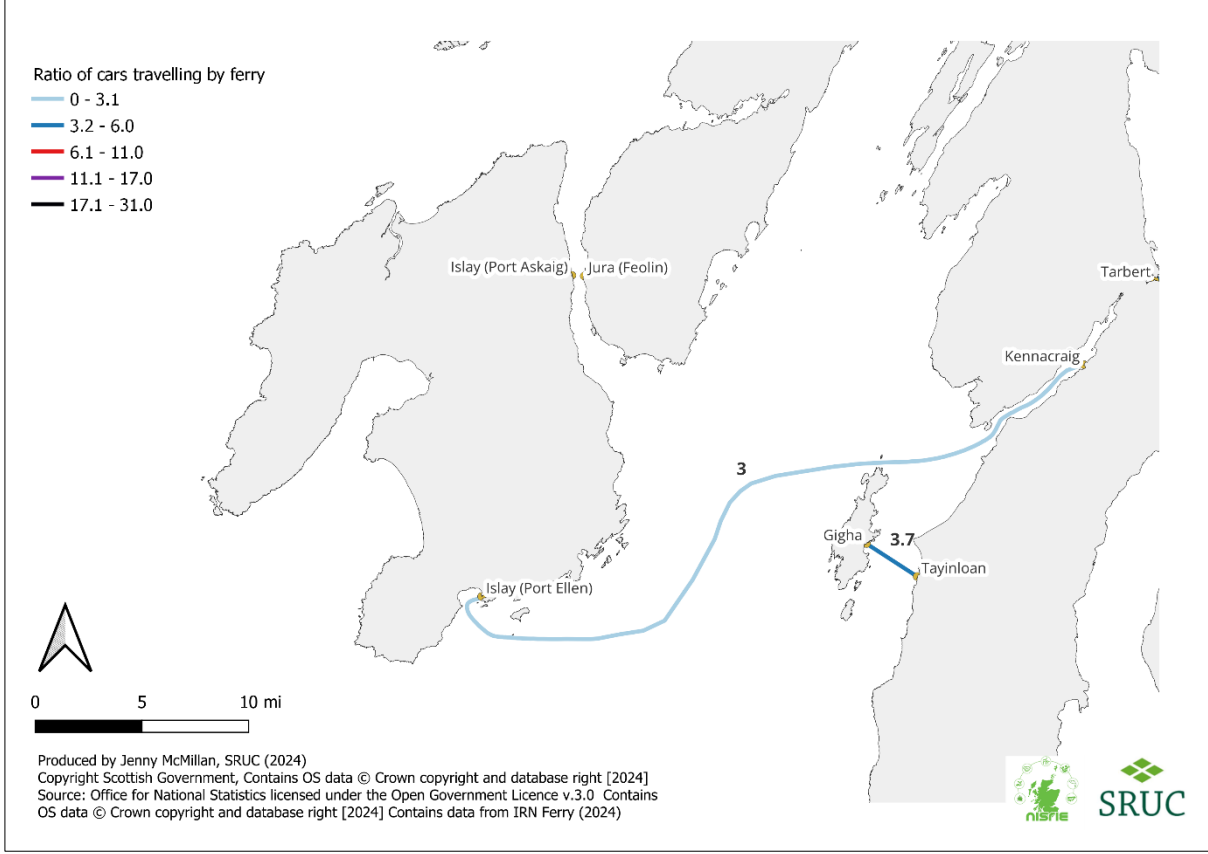 Ratio of cars travelling by ferry
0 - 3.1
3.2 - 6.0
6.1 - 11.0
11.1 - 17.0
17.1 - 31.0
Islay (Port Askaig)
Jura (Feolin)
Tarbert
Kennacraig
3
Gigha
3.7
Tayinloan
Islay (Port Ellen)
0 5 10 mi
Produced by Jenny McMillan, SRUC (2024)
Copyright Scottish Government, Contains OS data © Crown copyright and database right [2024]
Source: Office for National Statistics licensed under the Open Government Licence v.3.0 Contains
OS data © Crown copyright and database right [2024] Contains data from IRN Ferry (2024)
nISrIE
SRUC